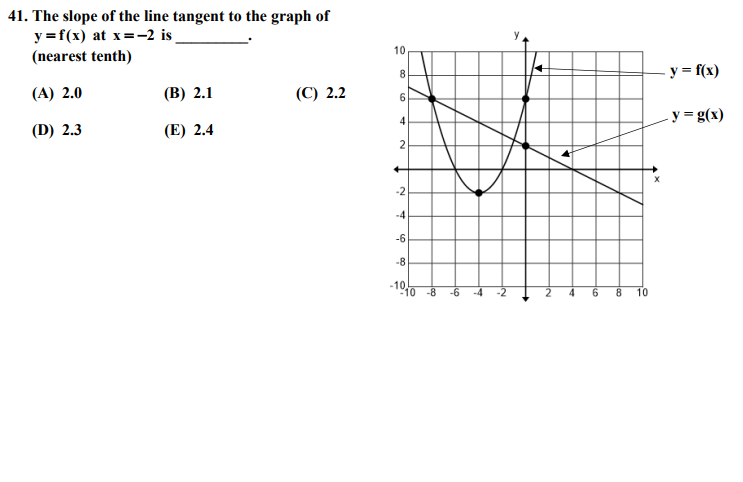 41. The slope of the line tangent to the graph of
y = f(x) at x = −2 is __________.
(nearest tenth)
(A) 2.0 (B) 2.1 (C) 2.2
(D) 2.3 (E) 2.4
y
10
8
6
4
2
-2
-4
-6
-8
-10
-10 -8 -6 -4 -2 2 4 6 8 10
x
y = f(x)
y = g(x)